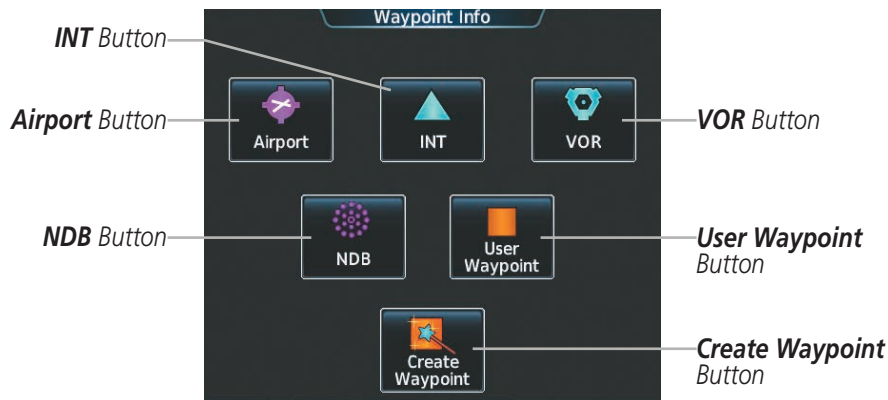 Waypoint Info
INT Button
Airport Button
VOR Button
Airport
INT
VOR
NDB Button
User Waypoint
Button
NDB
User
Waypoint
Create Waypoint
Button
Create
Waypoint